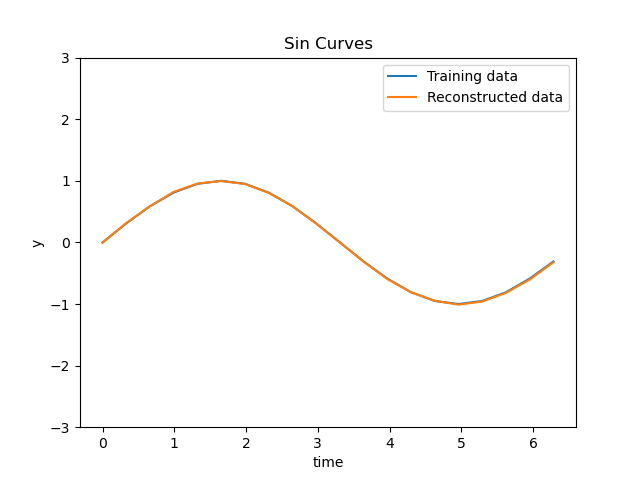 Sin Curves
3
Training data
Reconstructed data
2
1
0
−1
−2
−3
y
0 1 2 3 4 5 6
time